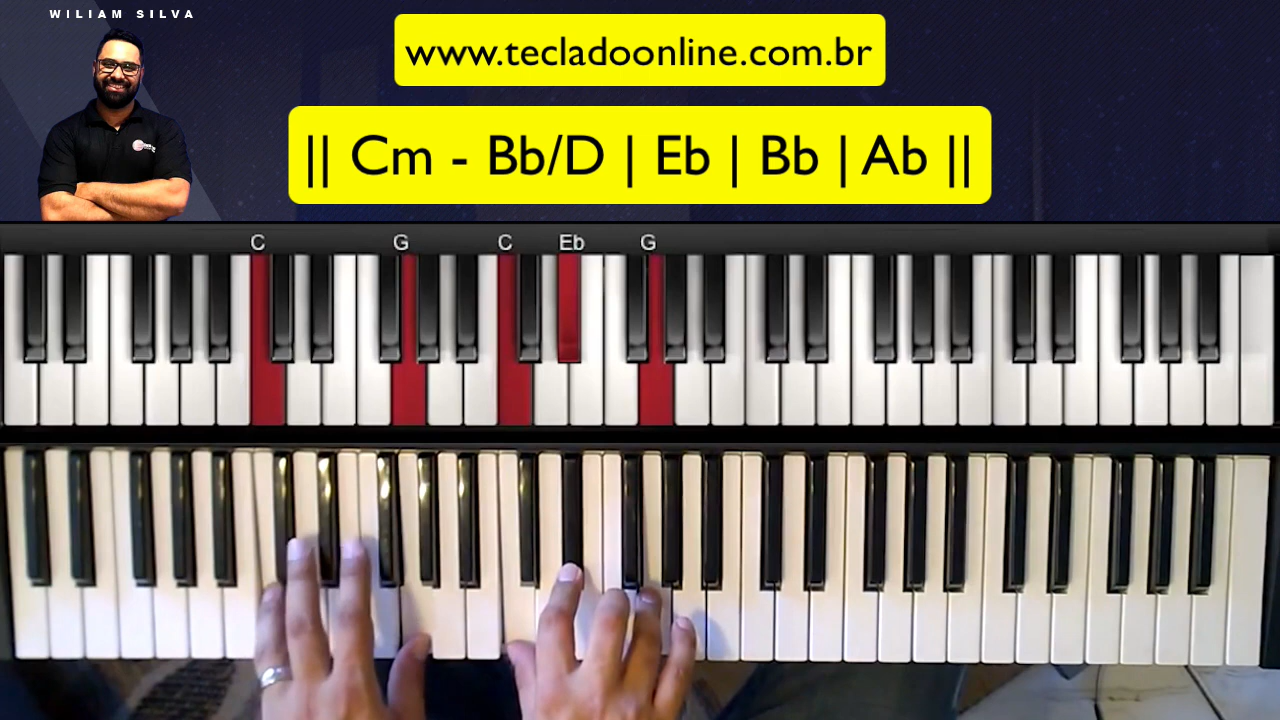 WILIAM SILVA
www.tecladoonline.com.br
|| Cm - Bb/D | Eb | Bb | Ab ||
C G C Eb G